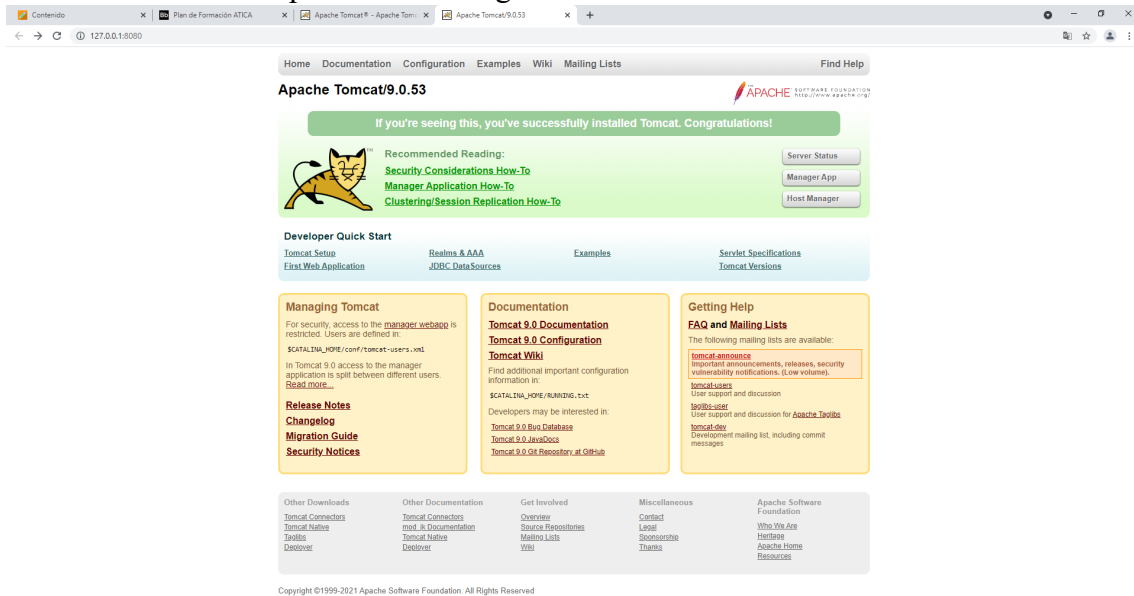 Contenido
Plan de Formación ATICA
Apache Tomcat® - Apache Tom
Apache Tomcat/9.0.53
127.0.0.1:8080
Home Documentation Configuration Examples Wiki Mailing Lists Find Help
Apache Tomcat/9.0.53
THE
APACHE SOFTWARE FOUNDATION
http://www.apache.org/
If you're seeing this, you've successfully installed Tomcat. Congratulations!
TM
Recommended Reading:
Security Considerations How-To
Manager Application How-To
Clustering/Session Replication How-To
Server Status
Manager App
Host Manager
Developer Quick Start
Tomcat Setup Realms & AAA Examples Servlet Specifications
First Web Application JDBC DataSources Tomcat Versions
Managing Tomcat
For security, access to the manager webapp is
restricted. Users are defined in:
$CATALINA_HOME/conf/tomcat-users.xml
In Tomcat 9.0 access to the manager
application is split between different users.
Read more...
Release Notes
Changelog
Migration Guide
Security Notices
Documentation
Tomcat 9.0 Documentation
Tomcat 9.0 Configuration
Tomcat Wiki
Find additional important configuration
information in:
$CATALINA_HOME/RUNNING.txt
Developers may be interested in:
Tomcat 9.0 Bug Database
Tomcat 9.0 JavaDocs
Tomcat 9.0 Git Repository at GitHub
Getting Help
FAQ and Mailing Lists
The following mailing lists are available:
tomcat-announce
Important announcements, releases, security
vulnerability notifications. (Low volume).
tomcat-users
User support and discussion
taglibs-user
User support and discussion for Apache Taglibs
tomcat-dev
Development mailing list, including commit
messages
Other Downloads
Tomcat Connectors
Tomcat Native
Taglibs
Deployer
Other Documentation
Tomcat Connectors
mod_jk Documentation
Tomcat Native
Deployer
Get Involved
Overview
Source Repositories
Mailing Lists
Wiki
Miscellaneous
Contact
Legal
Sponsorship
Thanks
Apache Software
Foundation
Who We Are
Heritage
Apache Home
Resources
Copyright ©1999-2021 Apache Software Foundation. All Rights Reserved